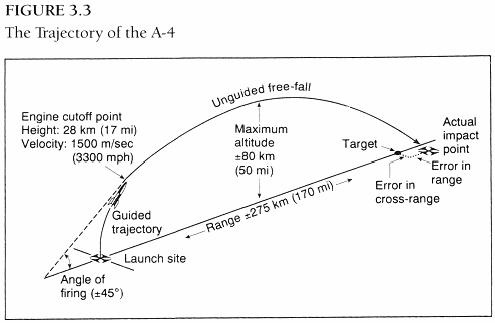 FIGURE 3.3
The Trajectory of the A-4
Unguided free-fall
Engine cutoff point
Height: 28 km (17 mi)
Velocity: 1500 m/sec
(3300 mph)
Maximum
altitude
±80 km
(50 mi)
Target
Actual
impact
point
Error in
range
Error in
cross-range
Range ±275 km (170 mi)
Guided
trajectory
Launch site
Angle of
firing (±45°)